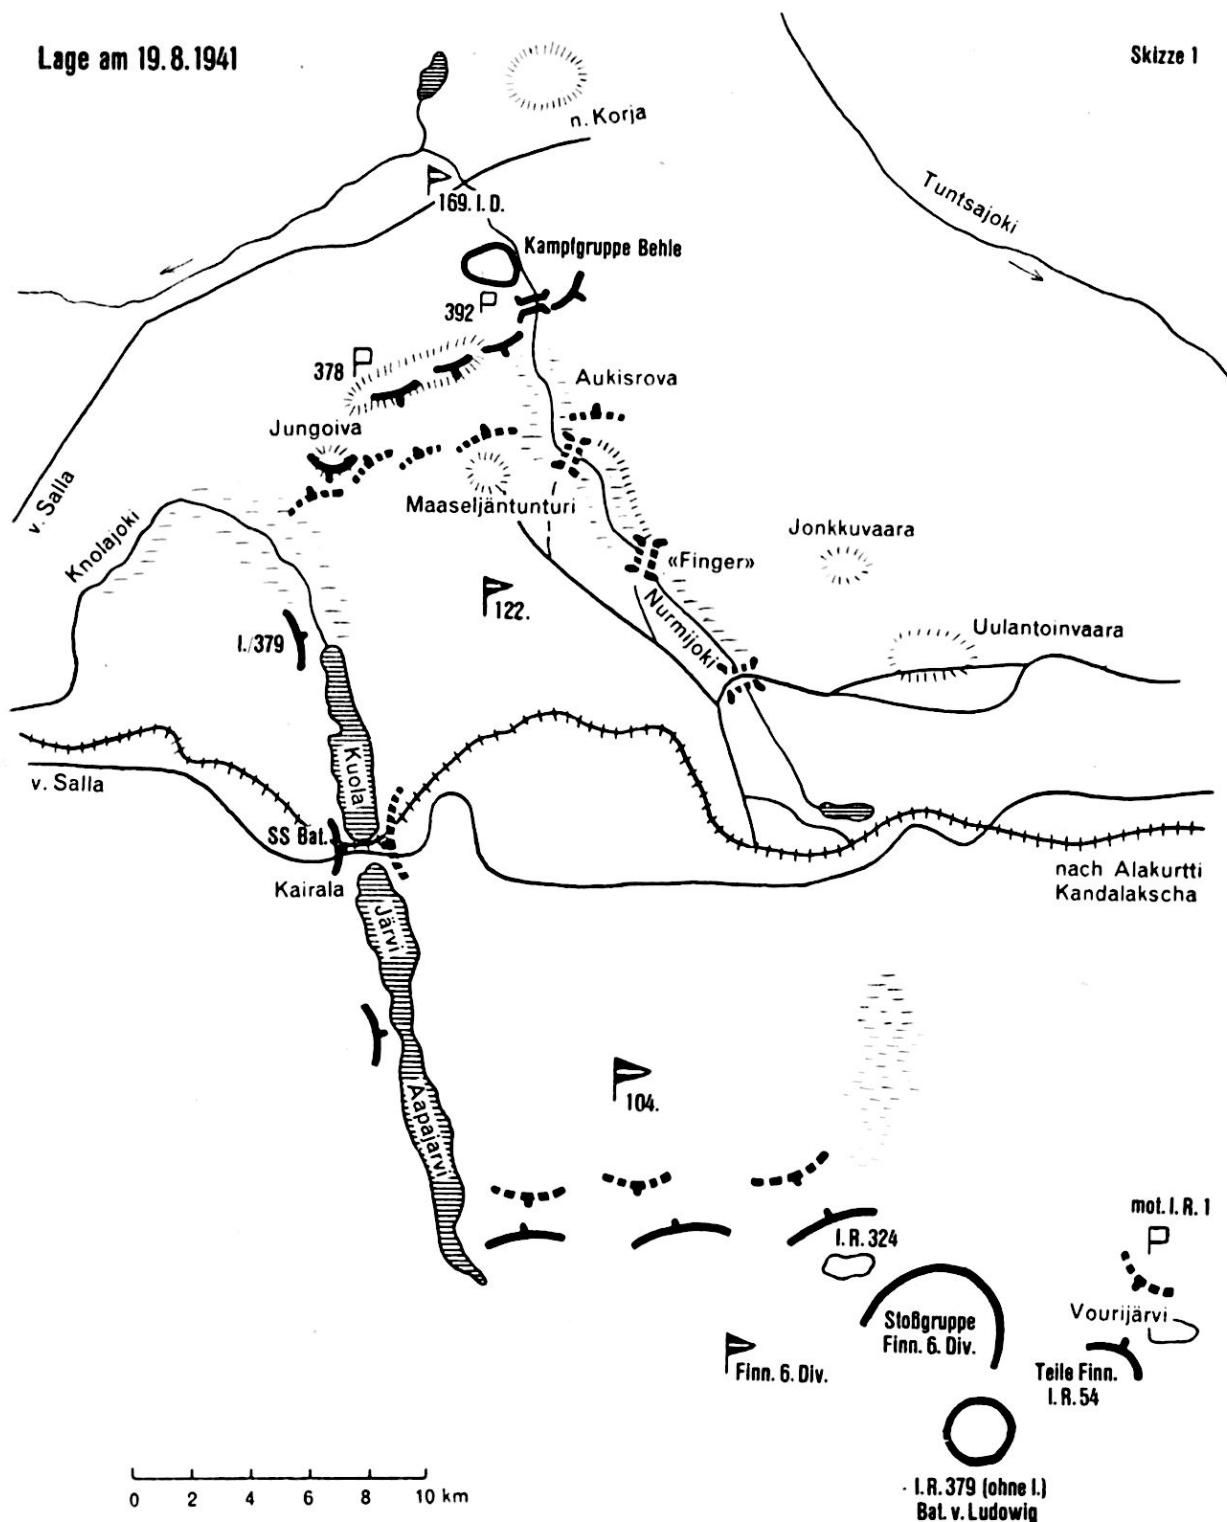 Lage am 19.8.1941
Skizze 1
n. Korja
169. I. D.
Tuntsajoki
Kampfgruppe Behle
392
378
Aukisrova
Jungoiva
v. Salla
Maaseljäntunturi
Knolajoki
Jonkkuvaara
«Finger»
122.
Nurmijoki
Uulantoinvaara
I./379
Kuola
v. Salla
SS Bat.
Kairala
nach Alakurtti
Kandalakscha
Järvi
104.
Aapajarvi
mot. I. R. 1
I. R. 324
Vourijärvi
Stoßgruppe
Finn. 6. Div.
Finn. 6. Div.
Teile Finn.
I. R. 54
0 2 4 6 8 10 km
I. R. 379 (ohne I.)
Bat. v. Ludowig